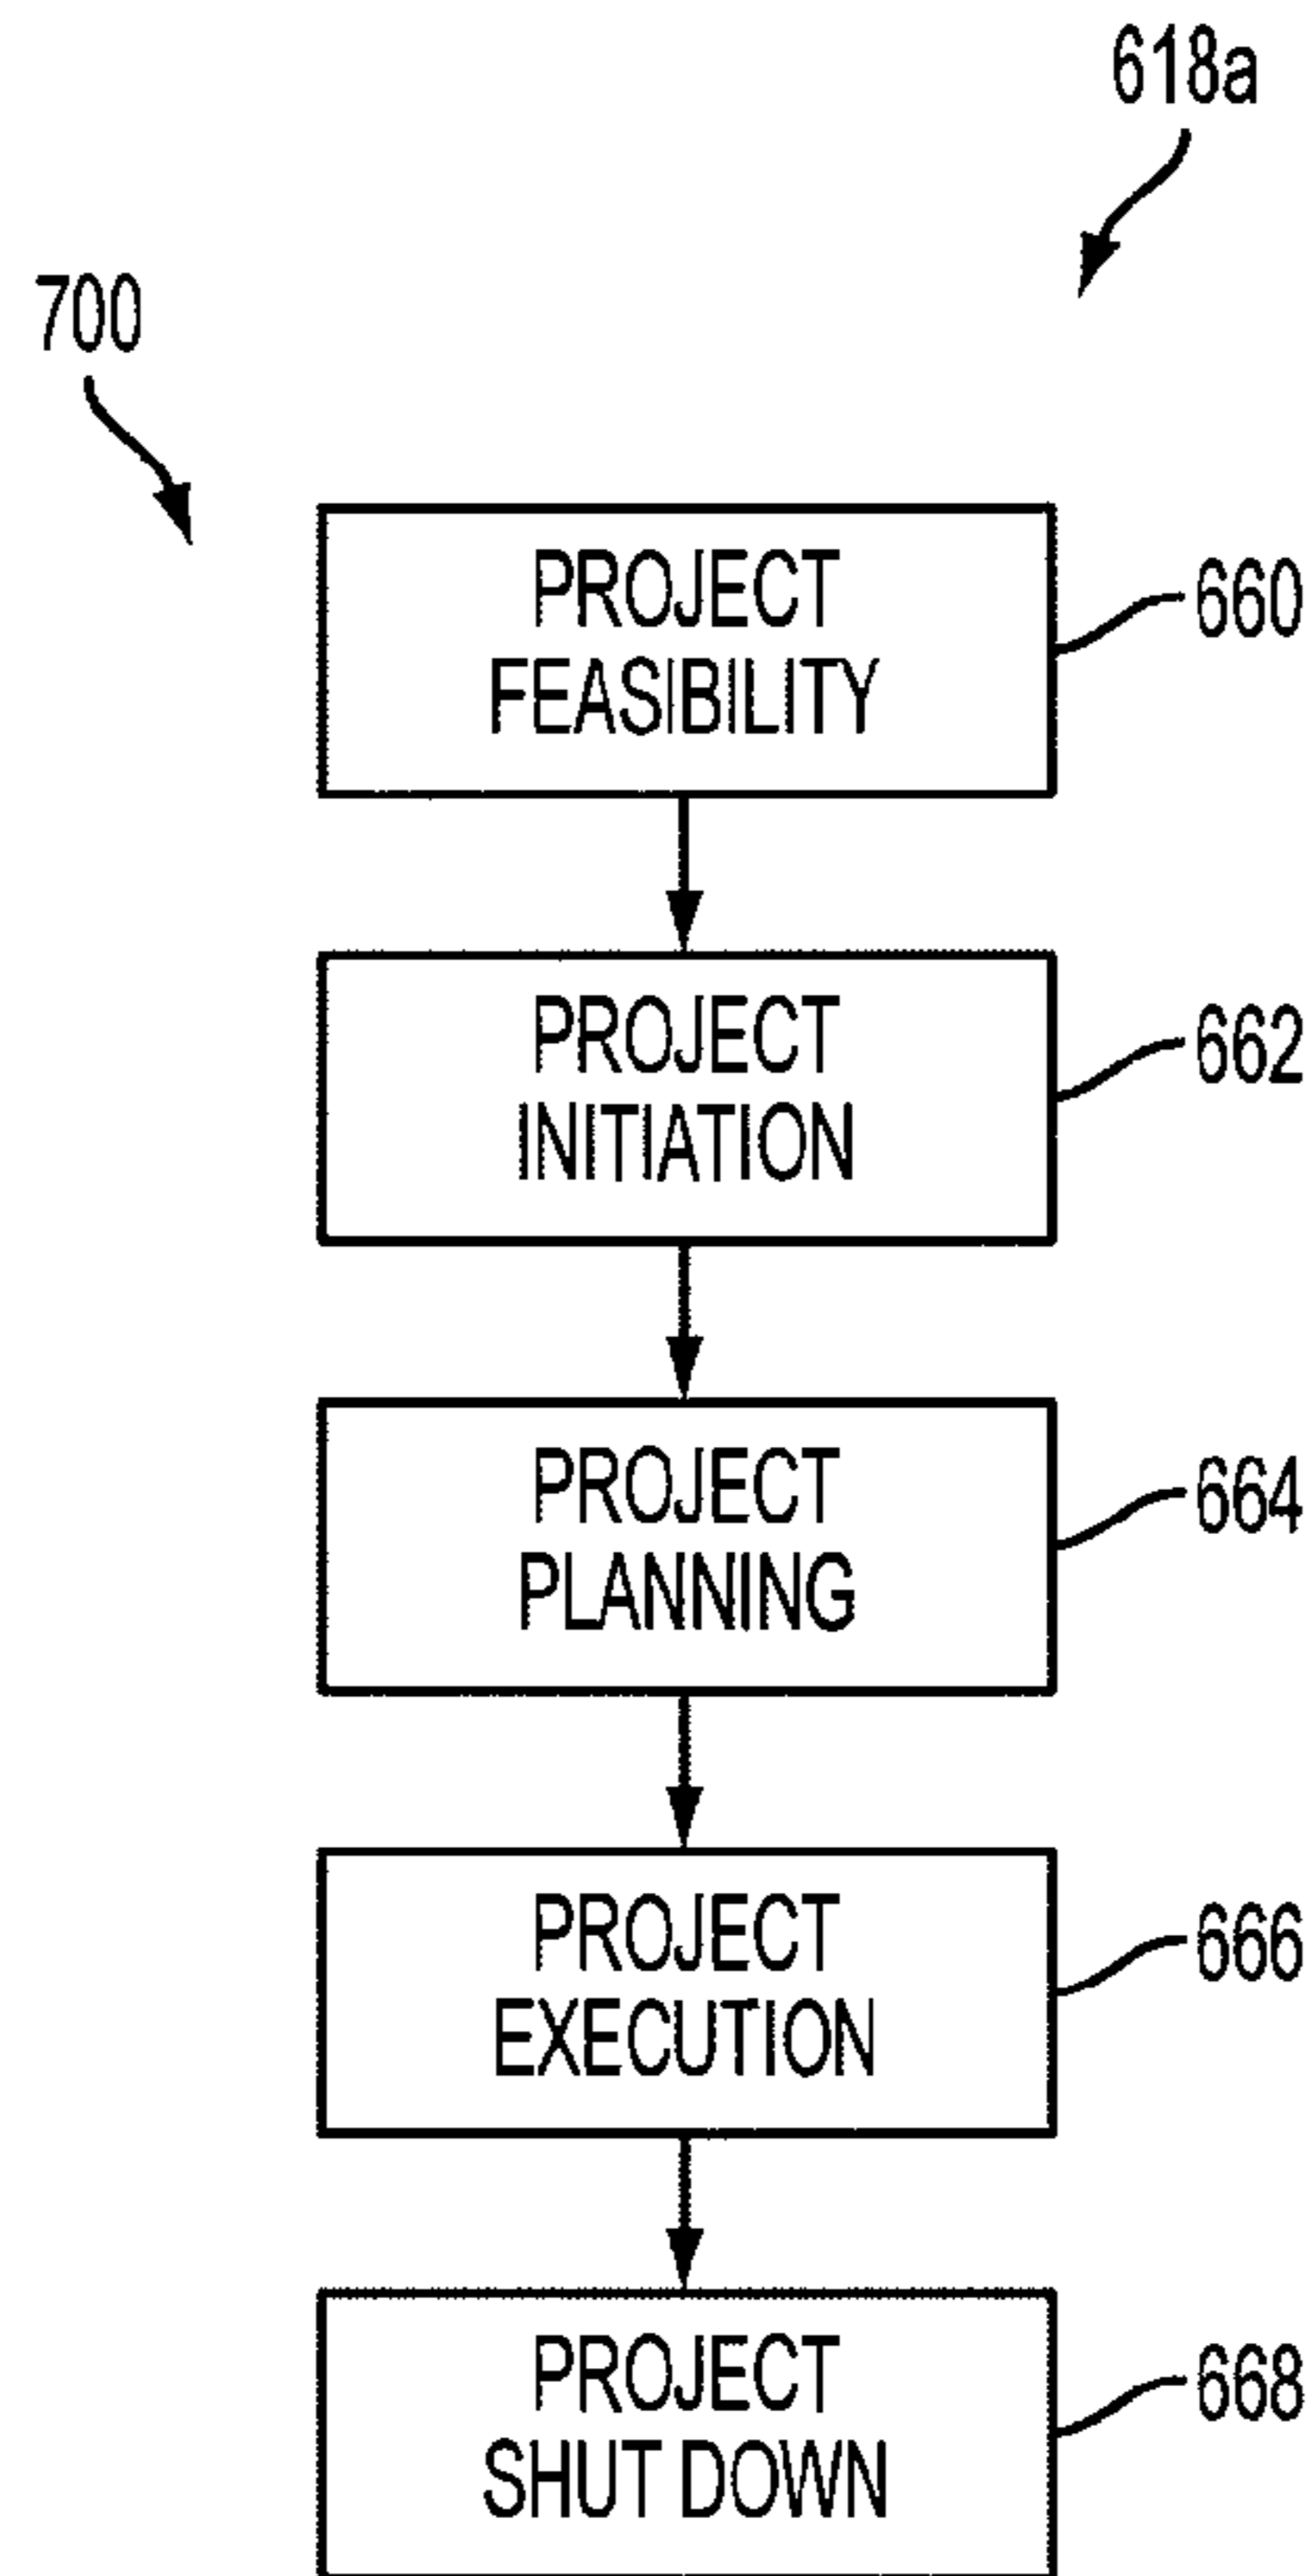 618a
700
PROJECT
FEASIBILITY
660
PROJECT
INITIATION
662
PROJECT
PLANNING
664
PROJECT
EXECUTION
666
PROJECT
SHUT DOWN
668